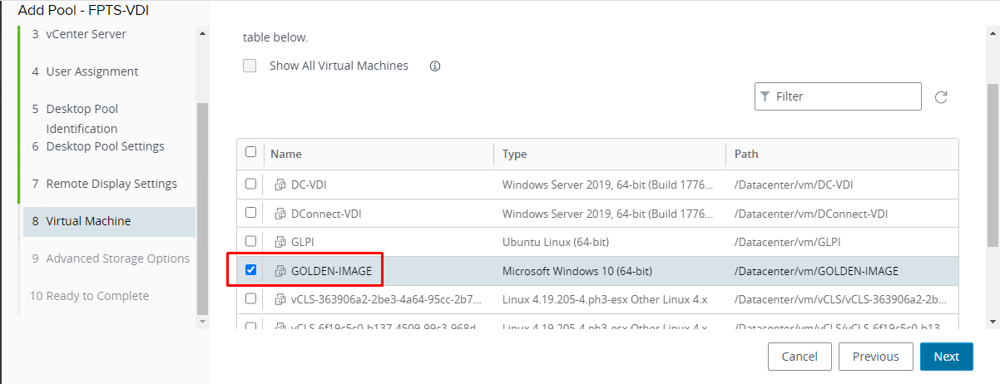 Add Pool - FPTS-VDI
3 vCenter Server
4 User Assignment
5 Desktop Pool
Identification
6 Desktop Pool Settings
7 Remote Display Settings
8 Virtual Machine
9 Advanced Storage Options
10 Ready to Complete
table below.
Show All Virtual Machines
Filter
Name Type Path
DC-VDI Windows Server 2019, 64-bit (Build 1776... /Datacenter/vm/DC-VDI
DConnect-VDI Windows Server 2019, 64-bit (Build 1776... /Datacenter/vm/DConnect-VDI
GLPI Ubuntu Linux (64-bit) /Datacenter/vm/GLPI
GOLDEN-IMAGE Microsoft Windows 10 (64-bit) /Datacenter/vm/GOLDEN-IMAGE
vCLS-363906a2-2be3-4a64-95cc-2b7... Linux 4.19.205-4.ph3-esx Other Linux 4.x /Datacenter/vm/vCLS/vCLS-363906a2-2b...
vCLS-6f19c5c0-b137-4509-99c3-968d... Linux 4.19.205-4.ph3-esx Other Linux 4.x /Datacenter/vm/vCLS/vCLS-6f19c5c0-b13...
Cancel Previous Next